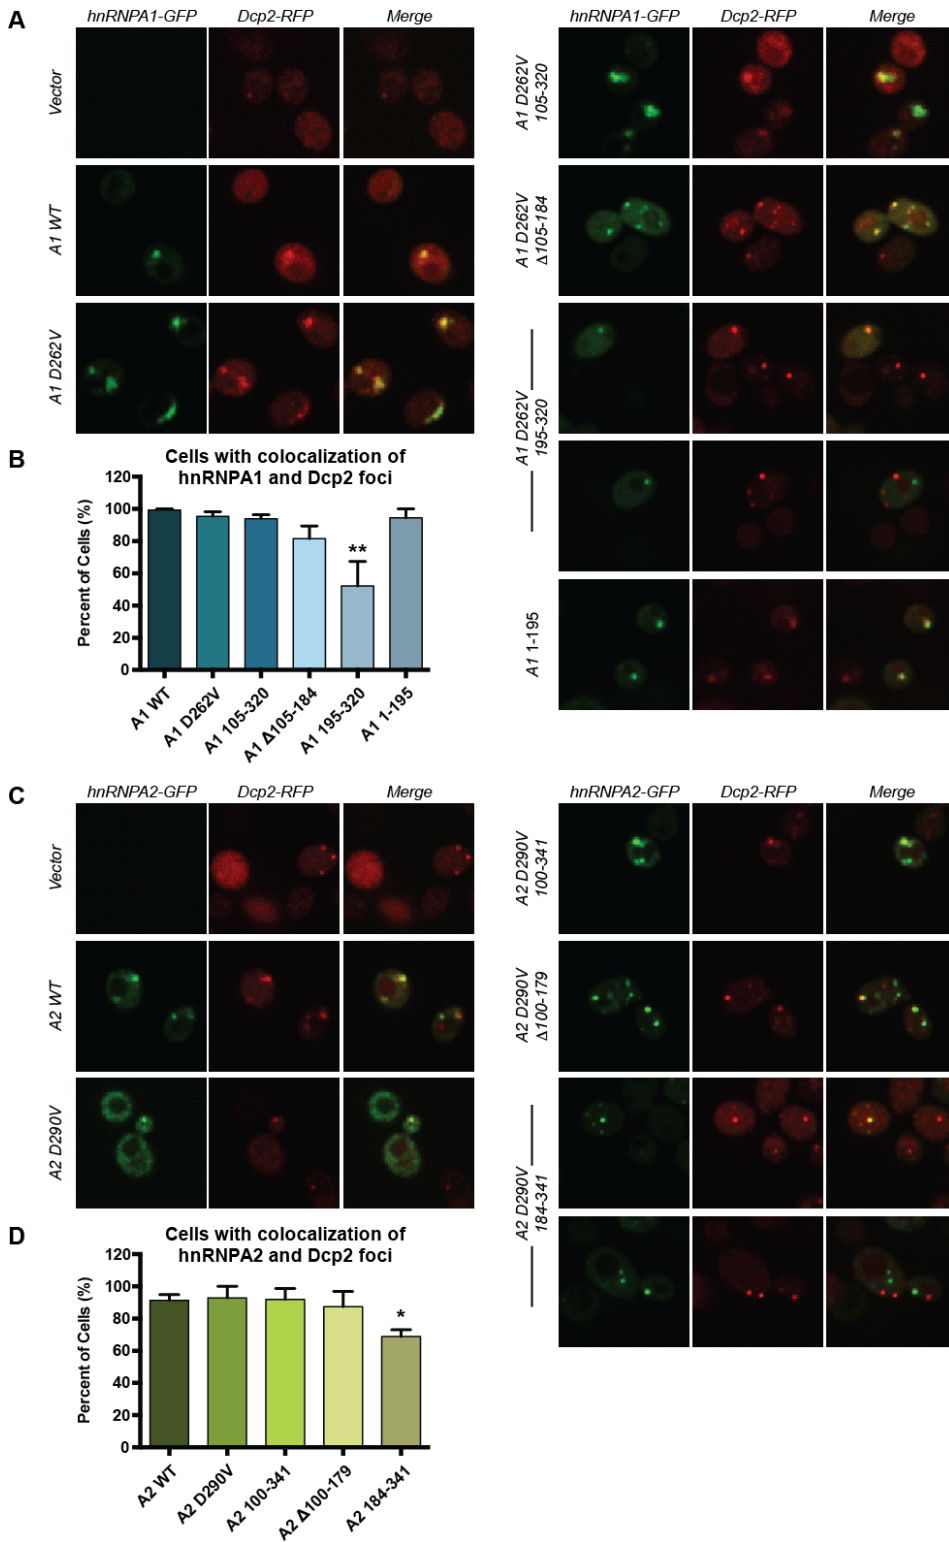 A
hnRNPA1-GFP Dcp2-RFP Merge
Vector
A1 WT
A1 D262V
hnRNPA1-GFP Dcp2-RFP Merge
A1 D262V
105-320
A1 D262V
Δ105-184
A1 D262V
195-320
A1 1-195
B
Cells with colocalization of
hnRNPA1 and Dcp2 foci
Percent of Cells (%)
120
100
80
60
40
20
0
**
A1 WT
A1 D262V
A1 105-320
A1 Δ105-184
A1 195-320
A1 1-195
C
hnRNPA2-GFP Dcp2-RFP Merge
Vector
A2 WT
A2 D290V
hnRNPA2-GFP Dcp2-RFP Merge
A2 D290V
100-341
A2 D290V
Δ100-179
A2 D290V
184-341
D
Cells with colocalization of
hnRNPA2 and Dcp2 foci
Percent of Cells (%)
120
100
80
60
40
20
0
*
A2 WT
A2 D290V
A2 100-341
A2 Δ100-179
A2 184-341